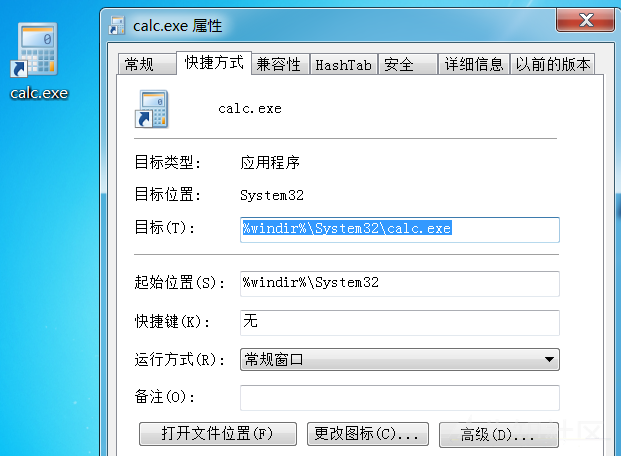 calc.exe
calc.exe 属性
常规 快捷方式 兼容性 HashTab 安全 详细信息 以前的版本
calc.exe
目标类型: 应用程序
目标位置: System32
目标(T): %windir%\System32\calc.exe
起始位置(S): %windir%\System32
快捷键(K): 无
运行方式(R): 常规窗口
备注(O):
打开文件位置(F) 更改图标(C)... 高级(D)...